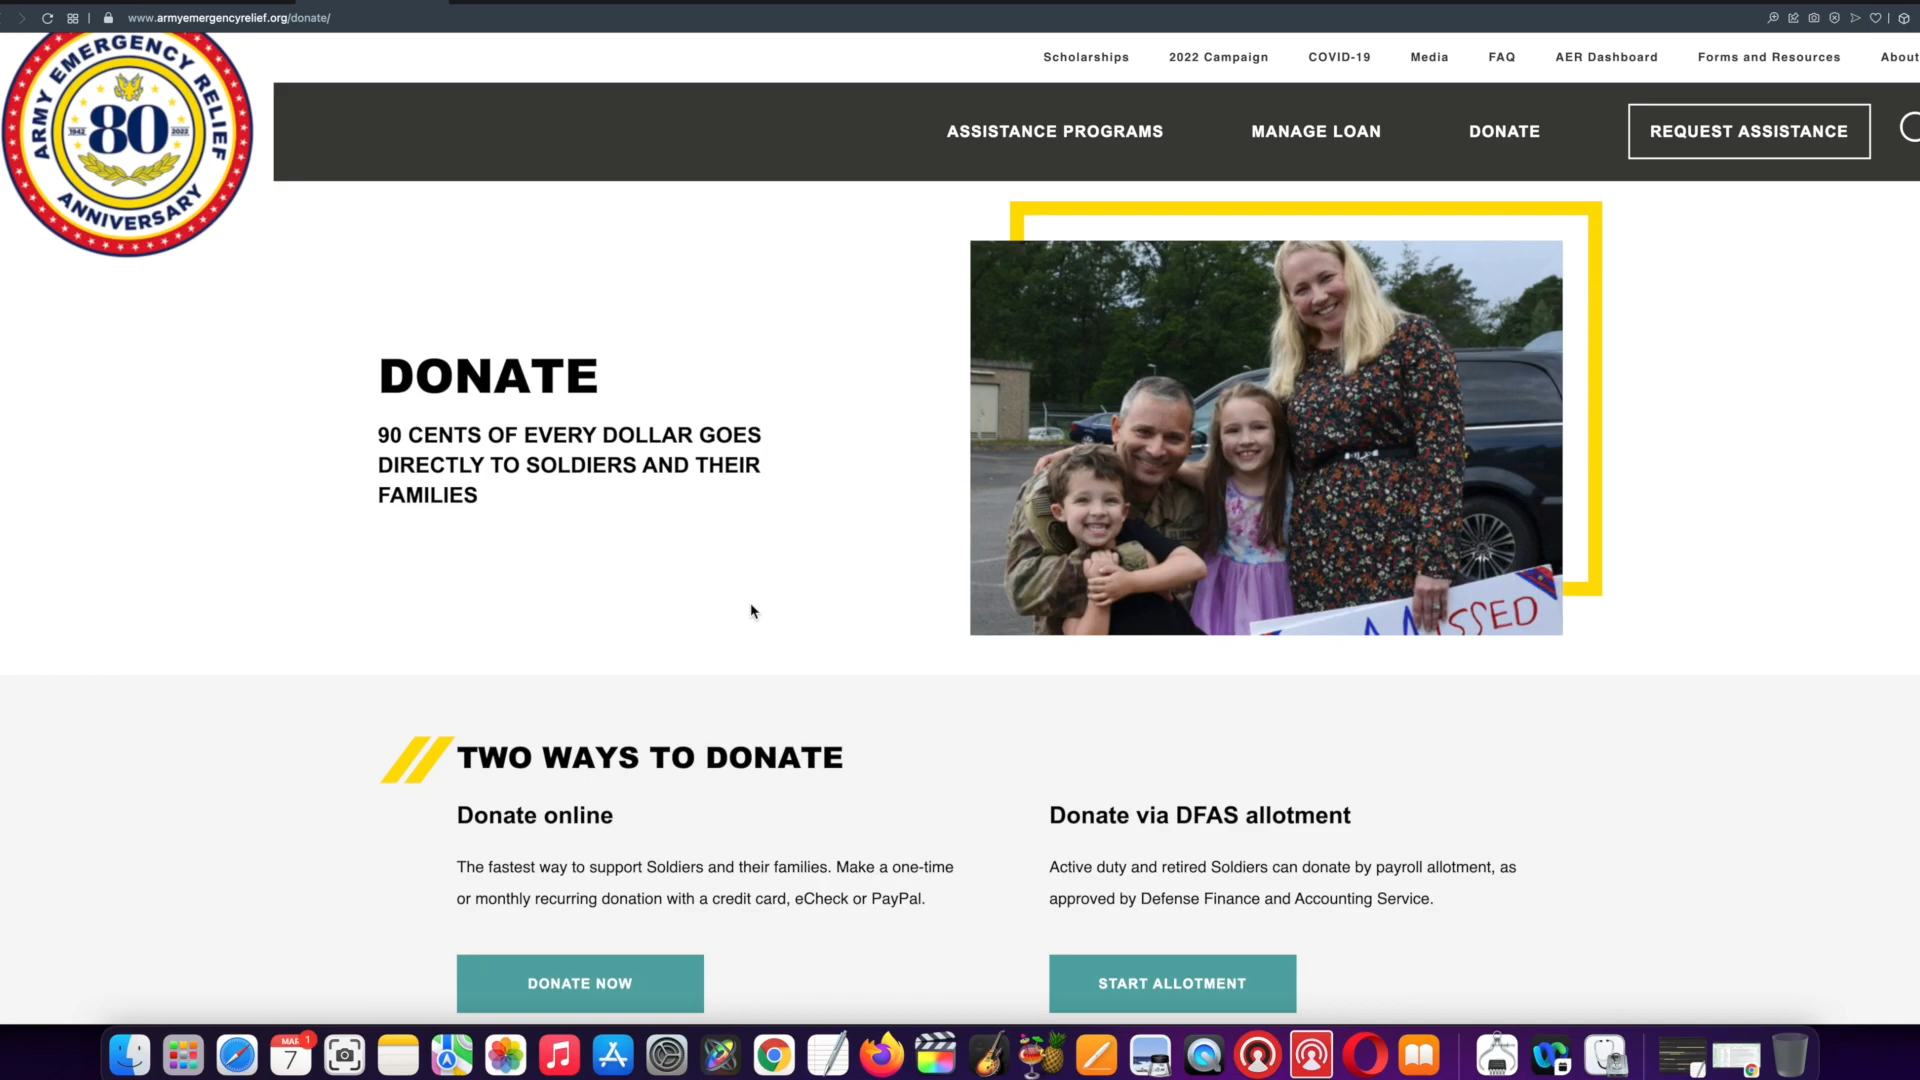 www.armyemergencyrelief.org/donate/
ARMY EMERGENCY RELIEF
1942 80 2022
ANNIVERSARY
Scholarships 2022 Campaign COVID-19 Media FAQ AER Dashboard Forms and Resources About
ASSISTANCE PROGRAMS MANAGE LOAN DONATE REQUEST ASSISTANCE
DONATE
90 CENTS OF EVERY DOLLAR GOES
DIRECTLY TO SOLDIERS AND THEIR
FAMILIES
MISSED
TWO WAYS TO DONATE
Donate online
The fastest way to support Soldiers and their families. Make a one-time
or monthly recurring donation with a credit card, eCheck or PayPal.
DONATE NOW
Donate via DFAS allotment
Active duty and retired Soldiers can donate by payroll allotment, as
approved by Defense Finance and Accounting Service.
START ALLOTMENT
MAR
7
1